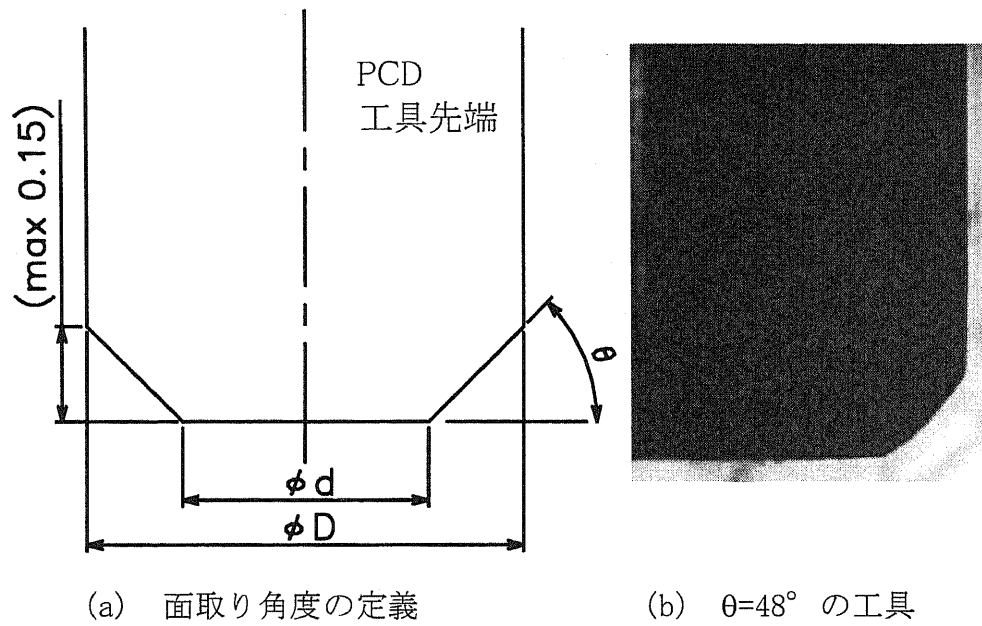 PCD
工具先端
(max 0.15)
θ
φd
φD
(a) 面取り角度の定義
(b) θ=48° の工具